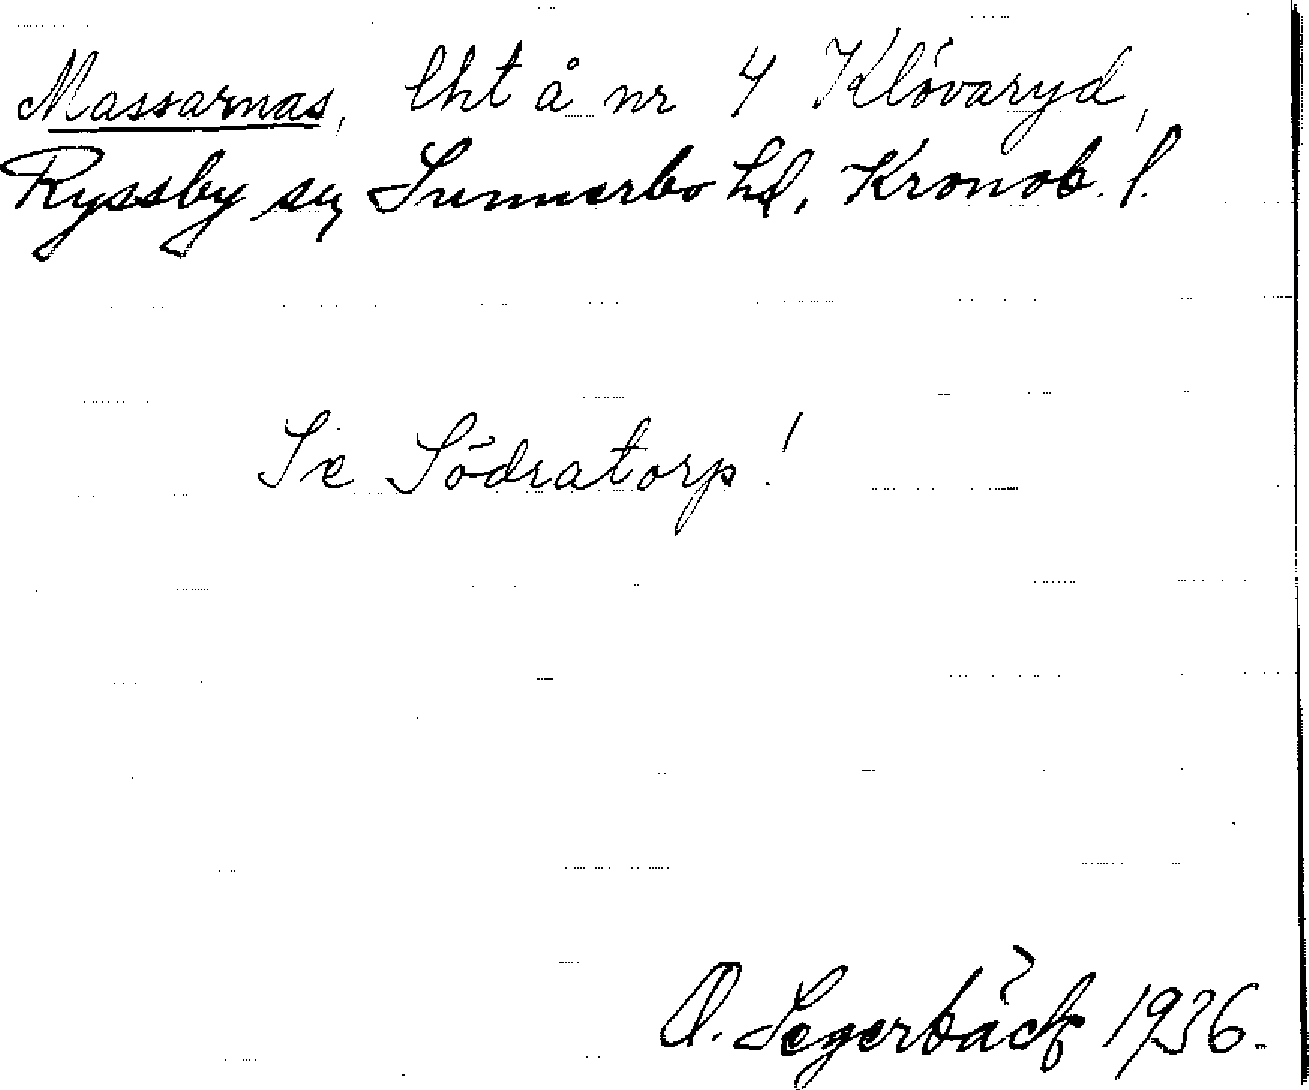 Massarnas, lht å nr 4 Klövaryd,
Ryssby sn, Sunnerbo hd, Kronob. l.
Se Södratorp!
O. Segerbäck 1936.